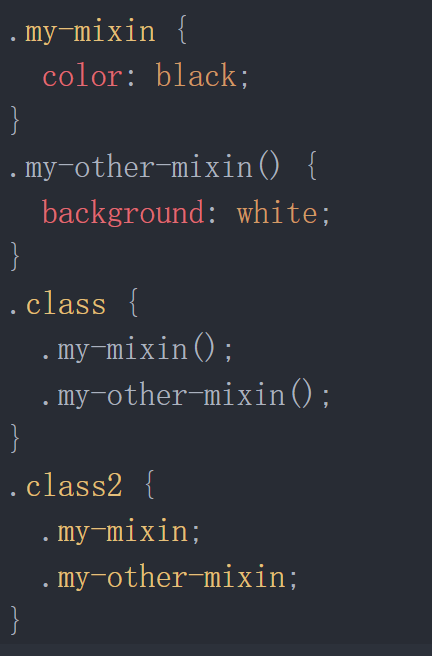 .my-mixin {
  color: black;
}
.my-other-mixin() {
  background: white;
}
.class {
  .my-mixin();
  .my-other-mixin();
}
.class2 {
  .my-mixin;
  .my-other-mixin;
}